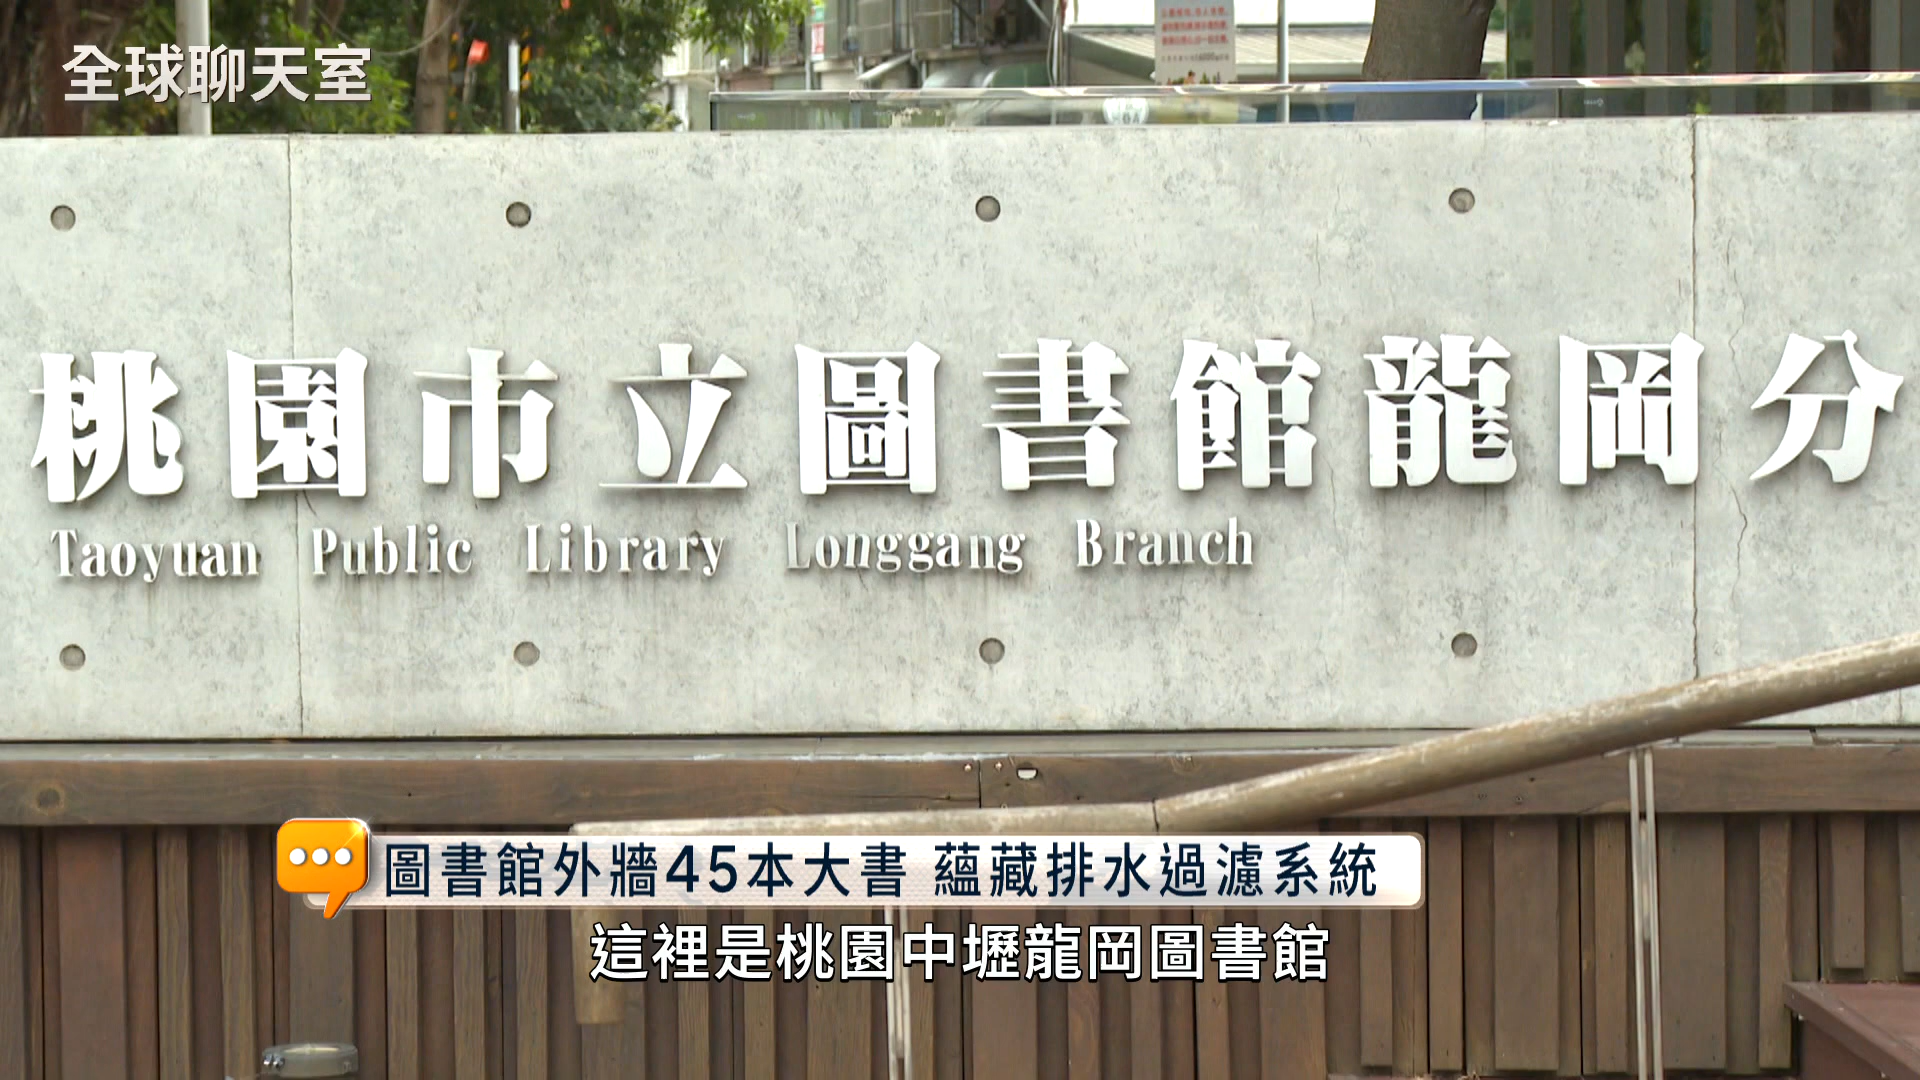 全球聊天室
桃園市立圖書館龍岡分
Taoyuan Public Library Longgang Branch
圖書館外牆45本大書 蘊藏排水過濾系統
這裡是桃園中壢龍岡圖書館